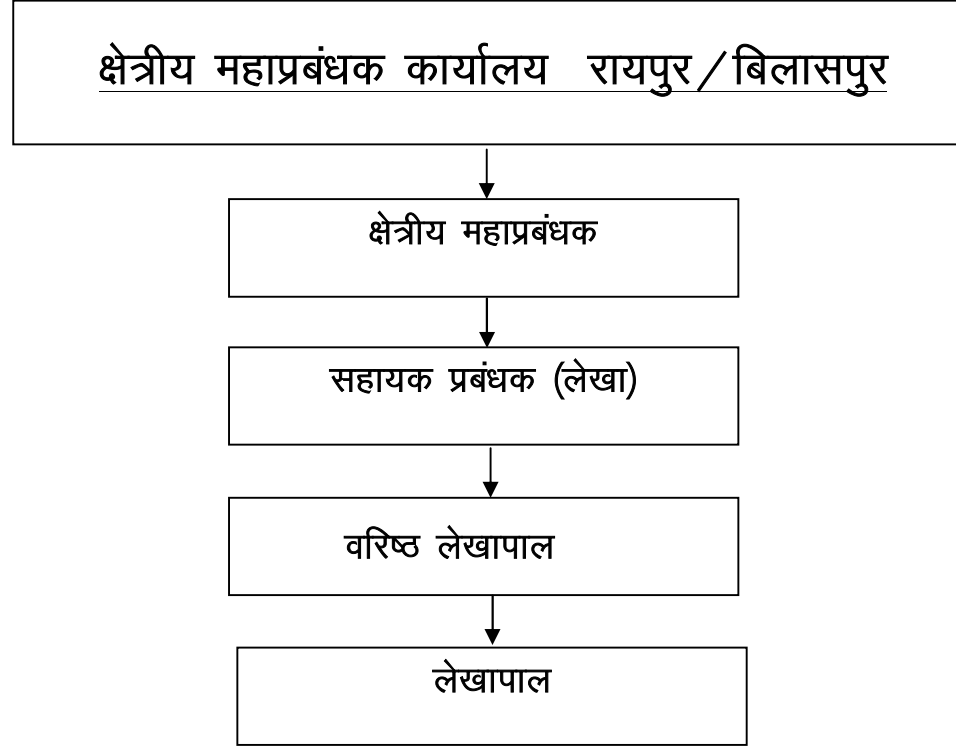 क्षेत्रीय महाप्रबंधक कार्यालय रायपुर/बिलासपुर
क्षेत्रीय महाप्रबंधक
सहायक प्रबंधक (लेखा)
वरिष्ठ लेखापाल
लेखापाल